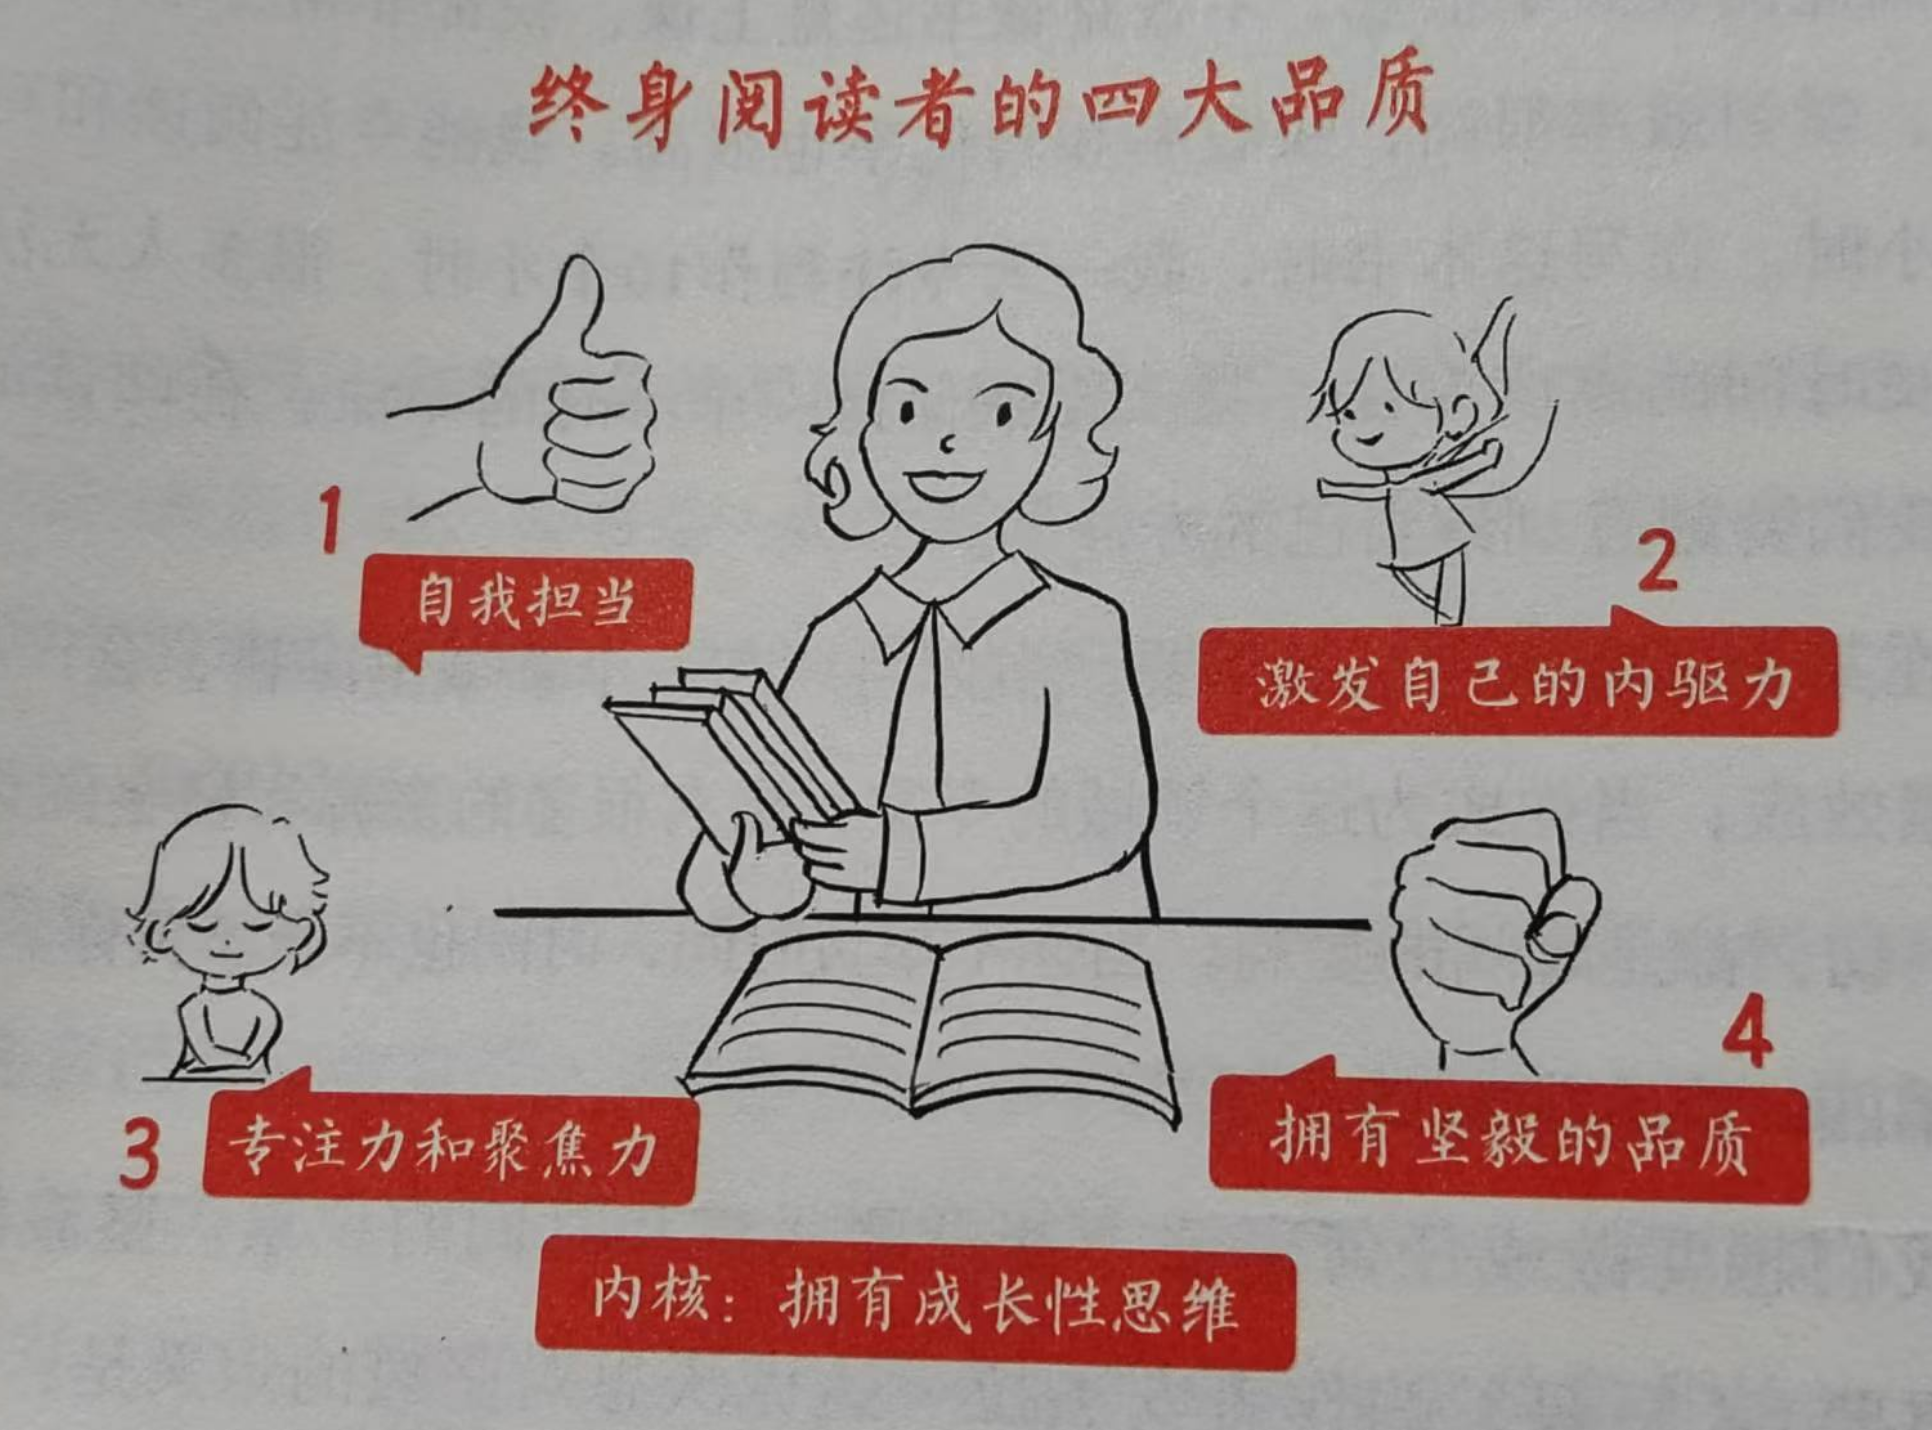 终身阅读者的四大品质
1
自我担当
2
激发自己的内驱力
3
专注力和聚焦力
4
拥有坚毅的品质
内核：拥有成长性思维